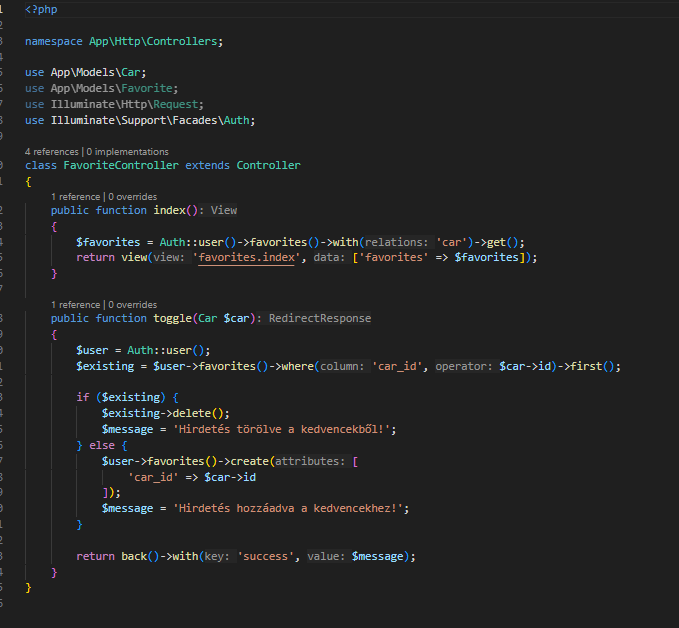 <?php
namespace App\Http\Controllers;
use App\Models\Car;
use App\Models\Favorite;
use Illuminate\Http\Request;
use Illuminate\Support\Facades\Auth;
4 references | 0 implementations
class FavoriteController extends Controller
{
1 reference | 0 overrides
public function index(): View
{
$favorites = Auth::user()->favorites()->with(relations: 'car')->get();
return view(view: 'favorites.index', data: ['favorites' => $favorites]);
}
1 reference | 0 overrides
public function toggle(Car $car): RedirectResponse
{
$user = Auth::user();
$existing = $user->favorites()->where(column: 'car_id', operator: $car->id)->first();
if ($existing) {
$existing->delete();
$message = 'Hirdetés törölve a kedvencekből!';
} else {
$user->favorites()->create(attributes: [
'car_id' => $car->id
]);
$message = 'Hirdetés hozzáadva a kedvencekhez!';
}
return back()->with(key: 'success', value: $message);
}
}